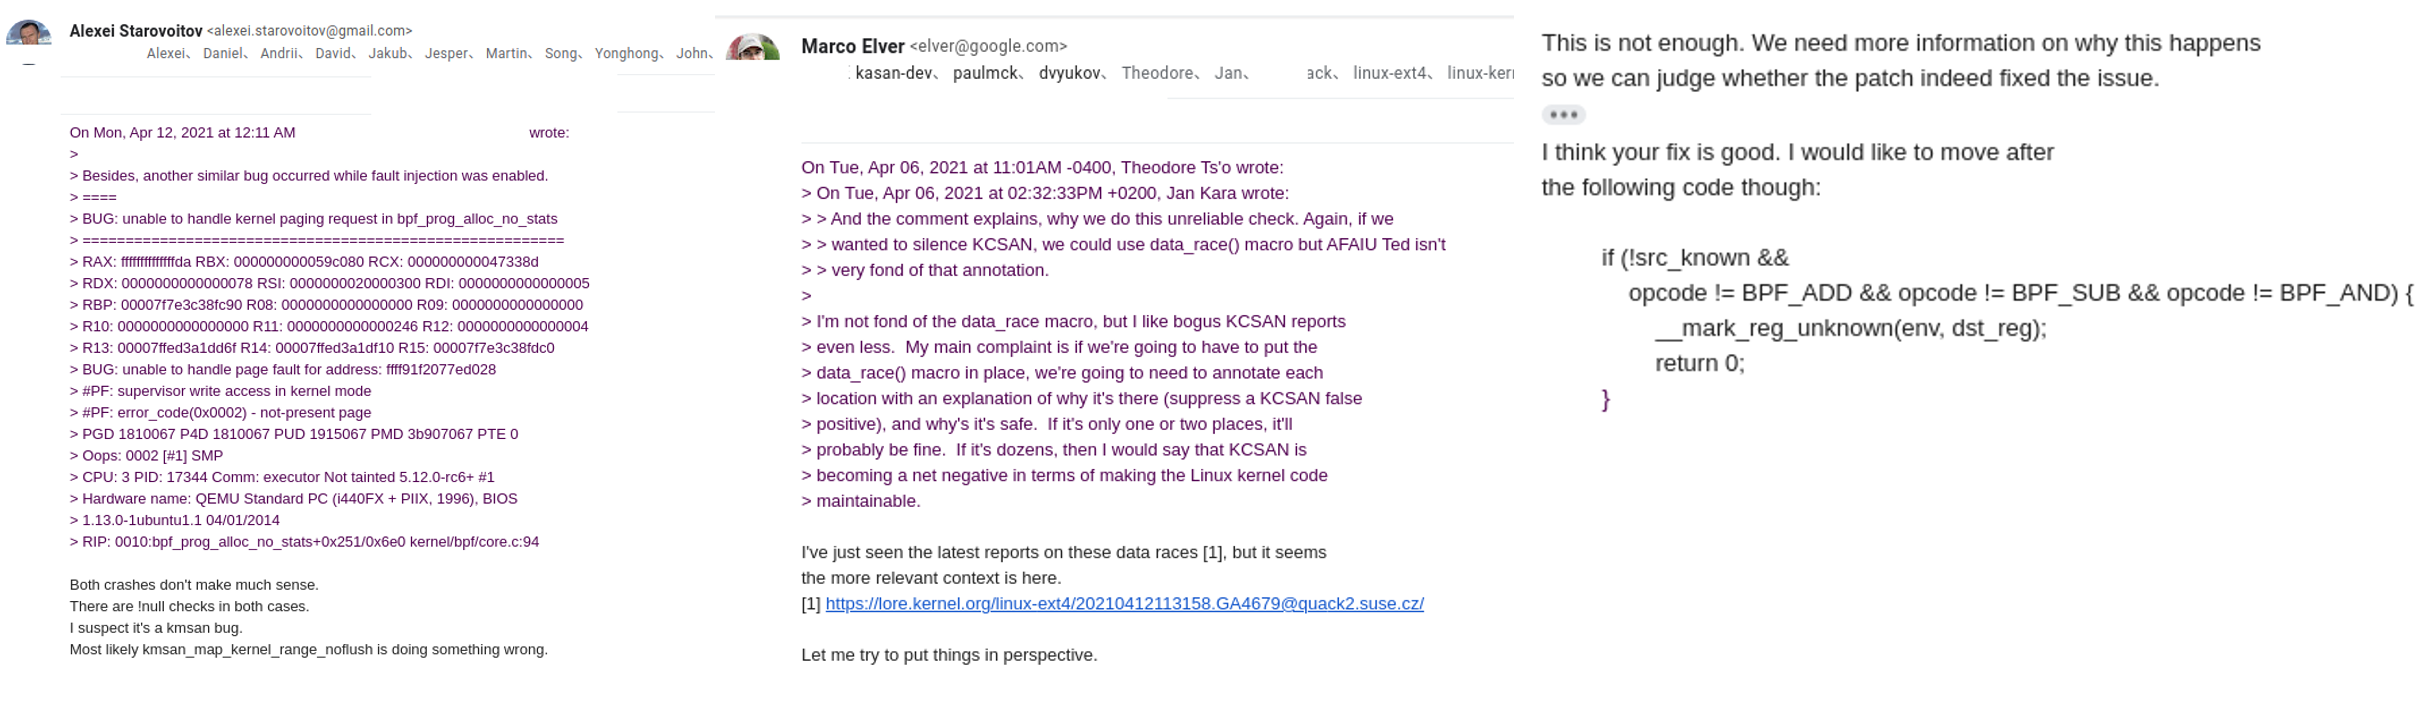 Alexei Starovoitov <alexei.starovoitov@gmail.com>
Alexei、 Daniel、 Andrii、 David、 Jakub、 Jesper、 Martin、 Song、 Yonghong、 John、
On Mon, Apr 12, 2021 at 12:11 AM wrote:
>
> Besides, another similar bug occurred while fault injection was enabled.
> ====
> BUG: unable to handle kernel paging request in bpf_prog_alloc_no_stats
> ========================================================
> RAX: ffffffffffffffda RBX: 000000000059c080 RCX: 000000000047338d
> RDX: 0000000000000078 RSI: 0000000020000300 RDI: 0000000000000005
> RBP: 00007f7e3c38fc90 R08: 0000000000000000 R09: 0000000000000000
> R10: 0000000000000000 R11: 0000000000000246 R12: 0000000000000004
> R13: 00007ffed3a1dd6f R14: 00007ffed3a1df10 R15: 00007f7e3c38fdc0
> BUG: unable to handle page fault for address: ffff91f2077ed028
> #PF: supervisor write access in kernel mode
> #PF: error_code(0x0002) - not-present page
> PGD 1810067 P4D 1810067 PUD 1915067 PMD 3b907067 PTE 0
> Oops: 0002 [#1] SMP
> CPU: 3 PID: 17344 Comm: executor Not tainted 5.12.0-rc6+ #1
> Hardware name: QEMU Standard PC (i440FX + PIIX, 1996), BIOS
> 1.13.0-1ubuntu1.1 04/01/2014
> RIP: 0010:bpf_prog_alloc_no_stats+0x251/0x6e0 kernel/bpf/core.c:94
Both crashes don't make much sense.
There are !null checks in both cases.
I suspect it's a kmsan bug.
Most likely kmsan_map_kernel_range_noflush is doing something wrong.
Marco Elver <elver@google.com>
kasan-dev、 paulmck、 dvyukov、 Theodore、 Jan、 ack、 linux-ext4、 linux-kerr
On Tue, Apr 06, 2021 at 11:01AM -0400, Theodore Ts'o wrote:
> On Tue, Apr 06, 2021 at 02:32:33PM +0200, Jan Kara wrote:
> > And the comment explains, why we do this unreliable check. Again, if we
> > wanted to silence KCSAN, we could use data_race() macro but AFAIU Ted isn't
> > very fond of that annotation.
>
> I'm not fond of the data_race macro, but I like bogus KCSAN reports
> even less.  My main complaint is if we're going to have to put the
> data_race() macro in place, we're going to need to annotate each
> location with an explanation of why it's there (suppress a KCSAN false
> positive), and why's it's safe.  If it's only one or two places, it'll
> probably be fine.  If it's dozens, then I would say that KCSAN is
> becoming a net negative in terms of making the Linux kernel code
> maintainable.
I've just seen the latest reports on these data races [1], but it seems
the more relevant context is here.
[1] https://lore.kernel.org/linux-ext4/20210412113158.GA4679@quack2.suse.cz/
Let me try to put things in perspective.
This is not enough. We need more information on why this happens
so we can judge whether the patch indeed fixed the issue.
I think your fix is good. I would like to move after
the following code though:
if (!src_known &&
opcode != BPF_ADD && opcode != BPF_SUB && opcode != BPF_AND) {
__mark_reg_unknown(env, dst_reg);
return 0;
}